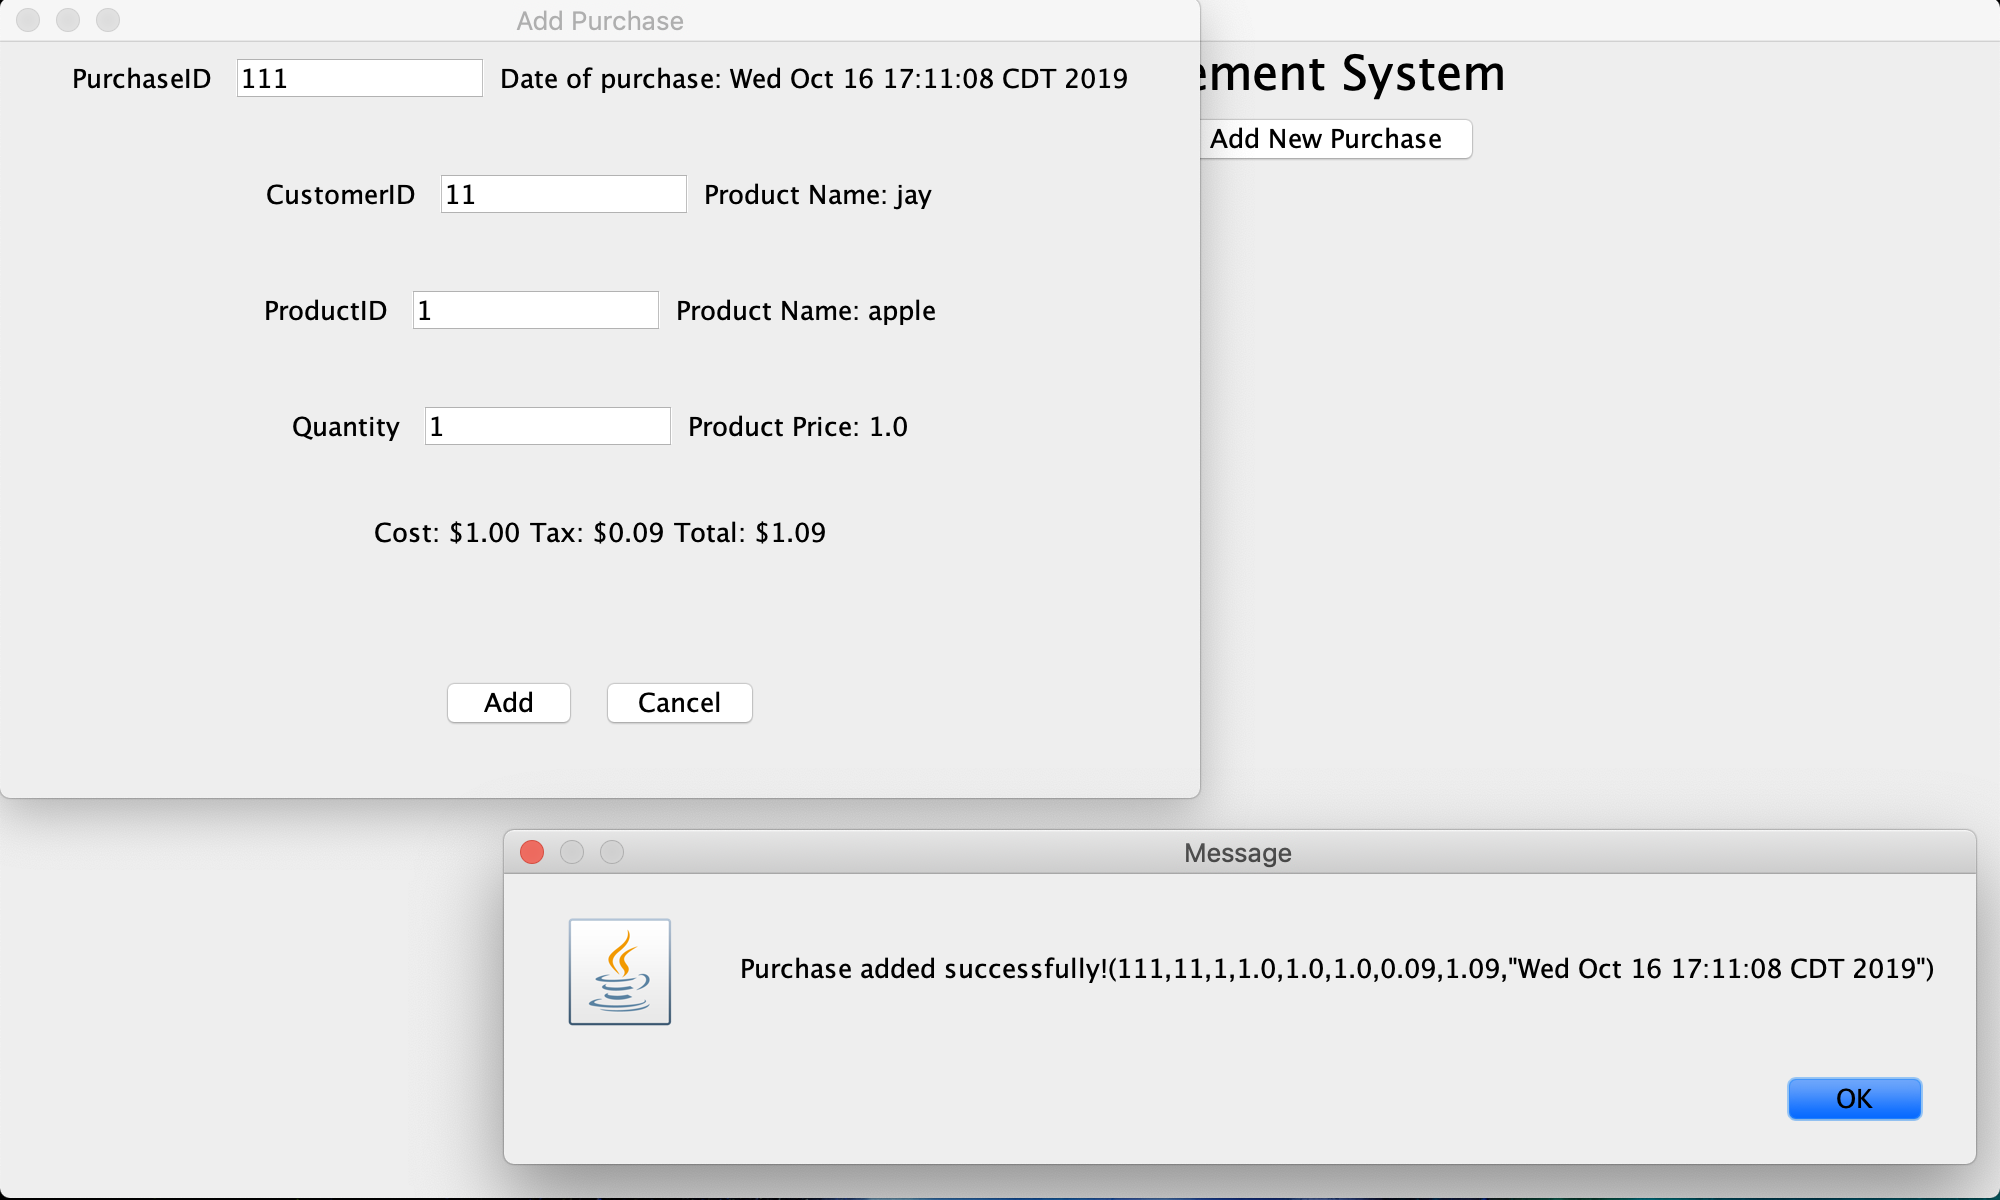 Add Purchase
PurchaseID 111 Date of purchase: Wed Oct 16 17:11:08 CDT 2019
ement System
Add New Purchase
CustomerID 11 Product Name: jay
ProductID 1 Product Name: apple
Quantity 1 Product Price: 1.0
Cost: $1.00 Tax: $0.09 Total: $1.09
Add Cancel
Message
Purchase added successfully!(111,11,1,1.0,1.0,1.0,0.09,1.09,"Wed Oct 16 17:11:08 CDT 2019")
OK